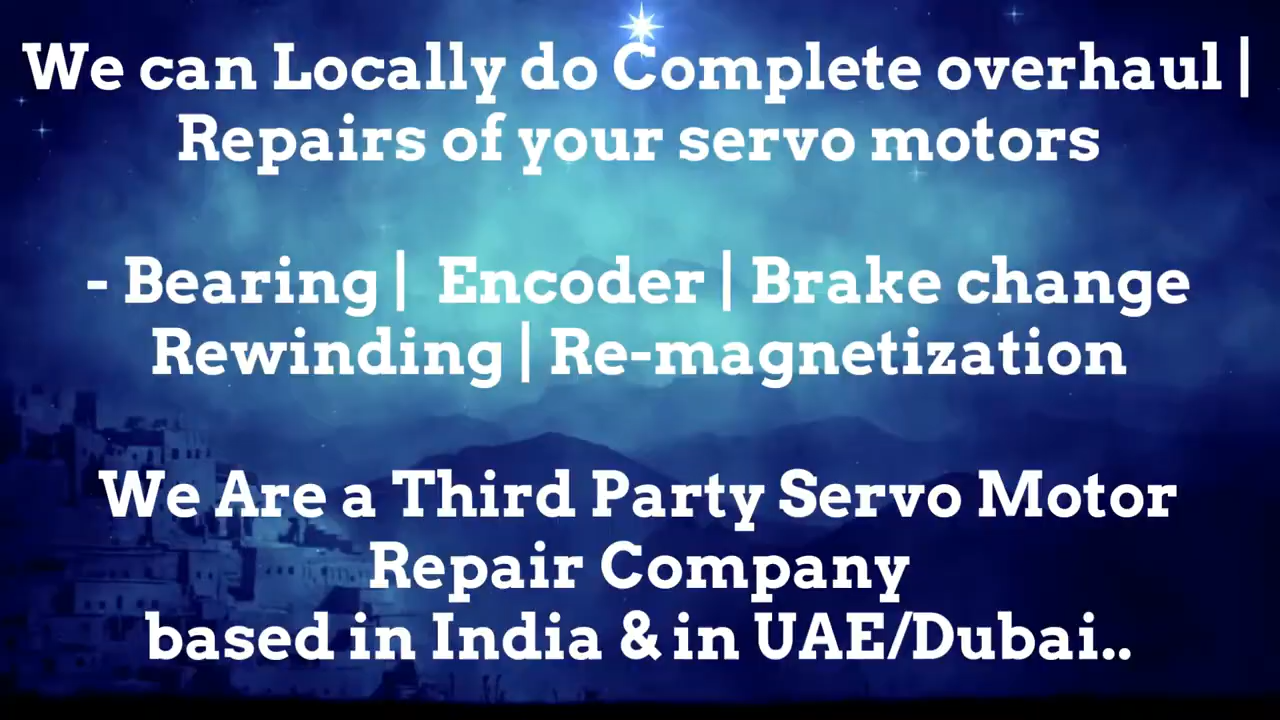 We can Locally do Complete overhaul |
Repairs of your servo motors
- Bearing | Encoder | Brake change
Rewinding | Re-magnetization
We Are a Third Party Servo Motor
Repair Company
based in India & in UAE/Dubai..